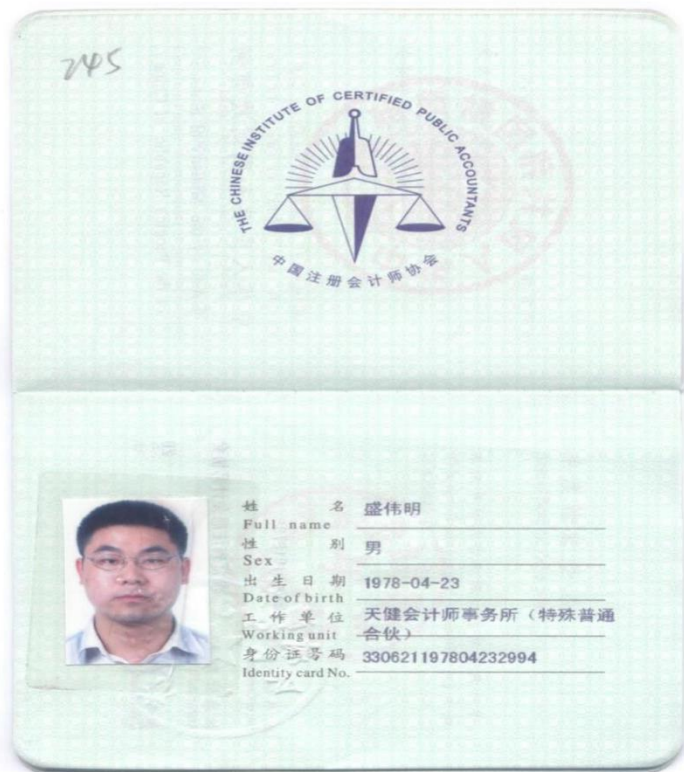 245
THE CHINESE INSTITUTE OF CERTIFIED PUBLIC ACCOUNTANTS
中国注册会计师协会
姓 名 盛伟明
Full name
性 别 男
Sex
出生日期 1978-04-23
Date of birth
工作单位 天健会计师事务所（特殊普通
Working unit 合伙）
身份证号码 330621197804232994
Identity card No.